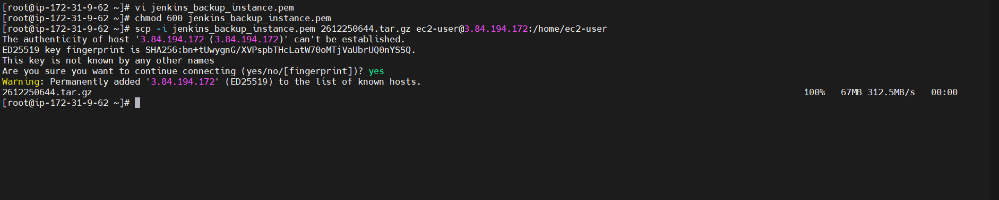 [root@ip-172-31-9-62 ~]# vi jenkins_backup_instance.pem
[root@ip-172-31-9-62 ~]# chmod 600 jenkins_backup_instance.pem
[root@ip-172-31-9-62 ~]# scp -i jenkins_backup_instance.pem 2612250644.tar.gz ec2-user@3.84.194.172:/home/ec2-user
The authenticity of host '3.84.194.172 (3.84.194.172)' can't be established.
ED25519 key fingerprint is SHA256:bn+tUwygnG/XVPspbTHcLatW70oMTjVaUbrUQ0nYSSQ.
This key is not known by any other names
Are you sure you want to continue connecting (yes/no/[fingerprint])? yes
Warning: Permanently added '3.84.194.172' (ED25519) to the list of known hosts.
2612250644.tar.gz 100% 67MB 312.5MB/s 00:00
[root@ip-172-31-9-62 ~]#